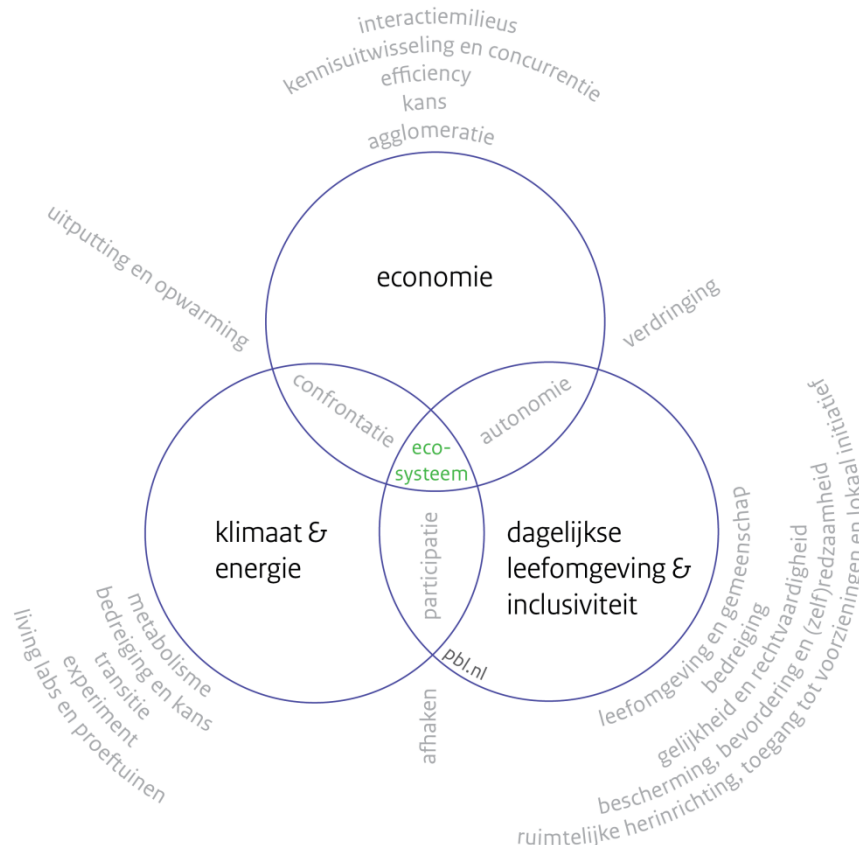 interactiemilieus
kennisuitwisseling en concurrentie
efficiency
kans
agglomeratie
uitputting en opwarming
economie
verdringing
confrontatie
autonomie
eco-
systeem
klimaat &
energie
participatie
dagelijkse
leefomgeving &
inclusiviteit
pbl.nl
afhaken
metabolisme
bedreiging en kans
transitie
experiment
living labs en proeftuinen
leefomgeving en gemeenschap
bedreiging
gelijkheid en rechtvaardigheid
bescherming, bevordering en (zelf)redzaamheid
ruimtelijke herinrichting, toegang tot voorzieningen en lokaal initiatief